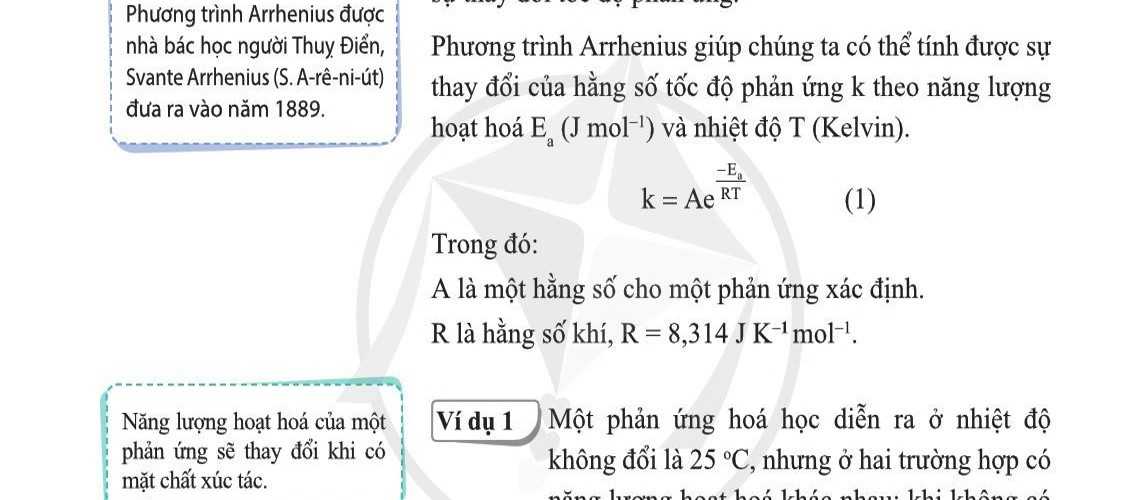 Phương trình Arrhenius được
nhà bác học người Thuỵ Điển,
Svante Arrhenius (S. A-rê-ni-út)
đưa ra vào năm 1889.
Phương trình Arrhenius giúp chúng ta có thể tính được sự
thay đổi của hằng số tốc độ phản ứng k theo năng lượng
hoạt hoá Eₐ (J mol⁻¹) và nhiệt độ T (Kelvin).
k = Ae^(−Eₐ/RT) (1)
Trong đó:
A là một hằng số cho một phản ứng xác định.
R là hằng số khí, R = 8,314 J K⁻¹ mol⁻¹.
Năng lượng hoạt hoá của một
phản ứng sẽ thay đổi khi có
mặt chất xúc tác.
Ví dụ 1 Một phản ứng hoá học diễn ra ở nhiệt độ
không đổi là 25 °C, nhưng ở hai trường hợp có